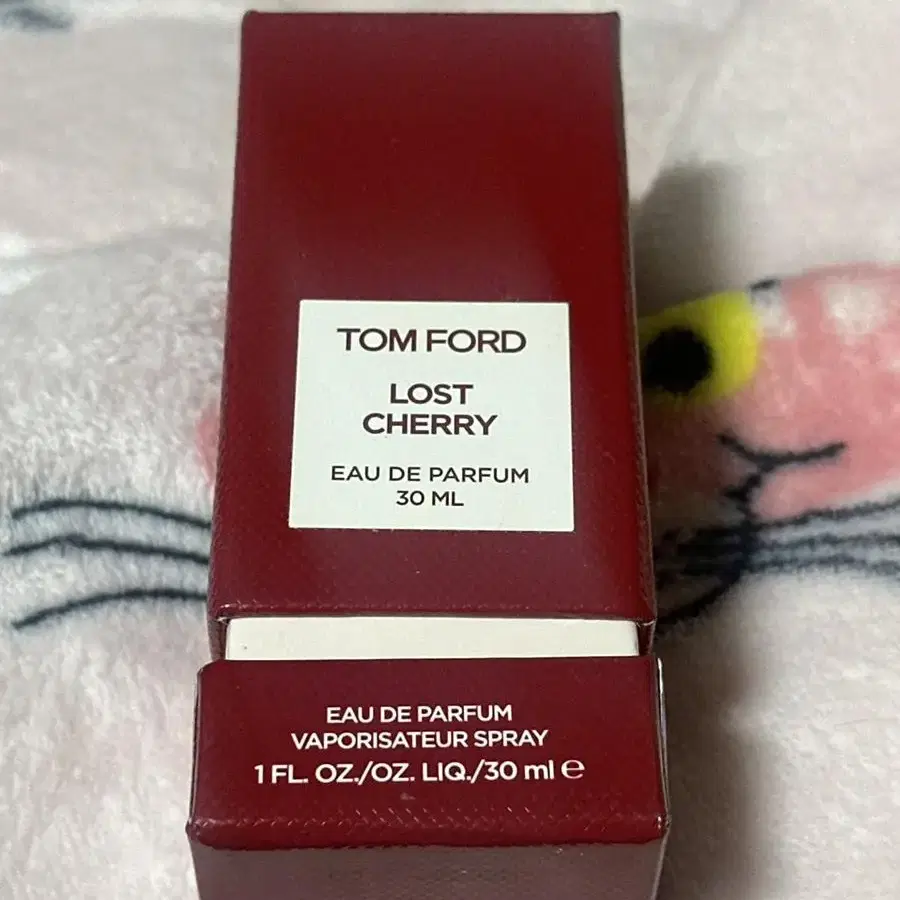 TOM FORD
LOST
CHERRY
EAU DE PARFUM
30 ML
EAU DE PARFUM
VAPORISATEUR SPRAY
1 FL. OZ./OZ. LIQ./30 ml ℮